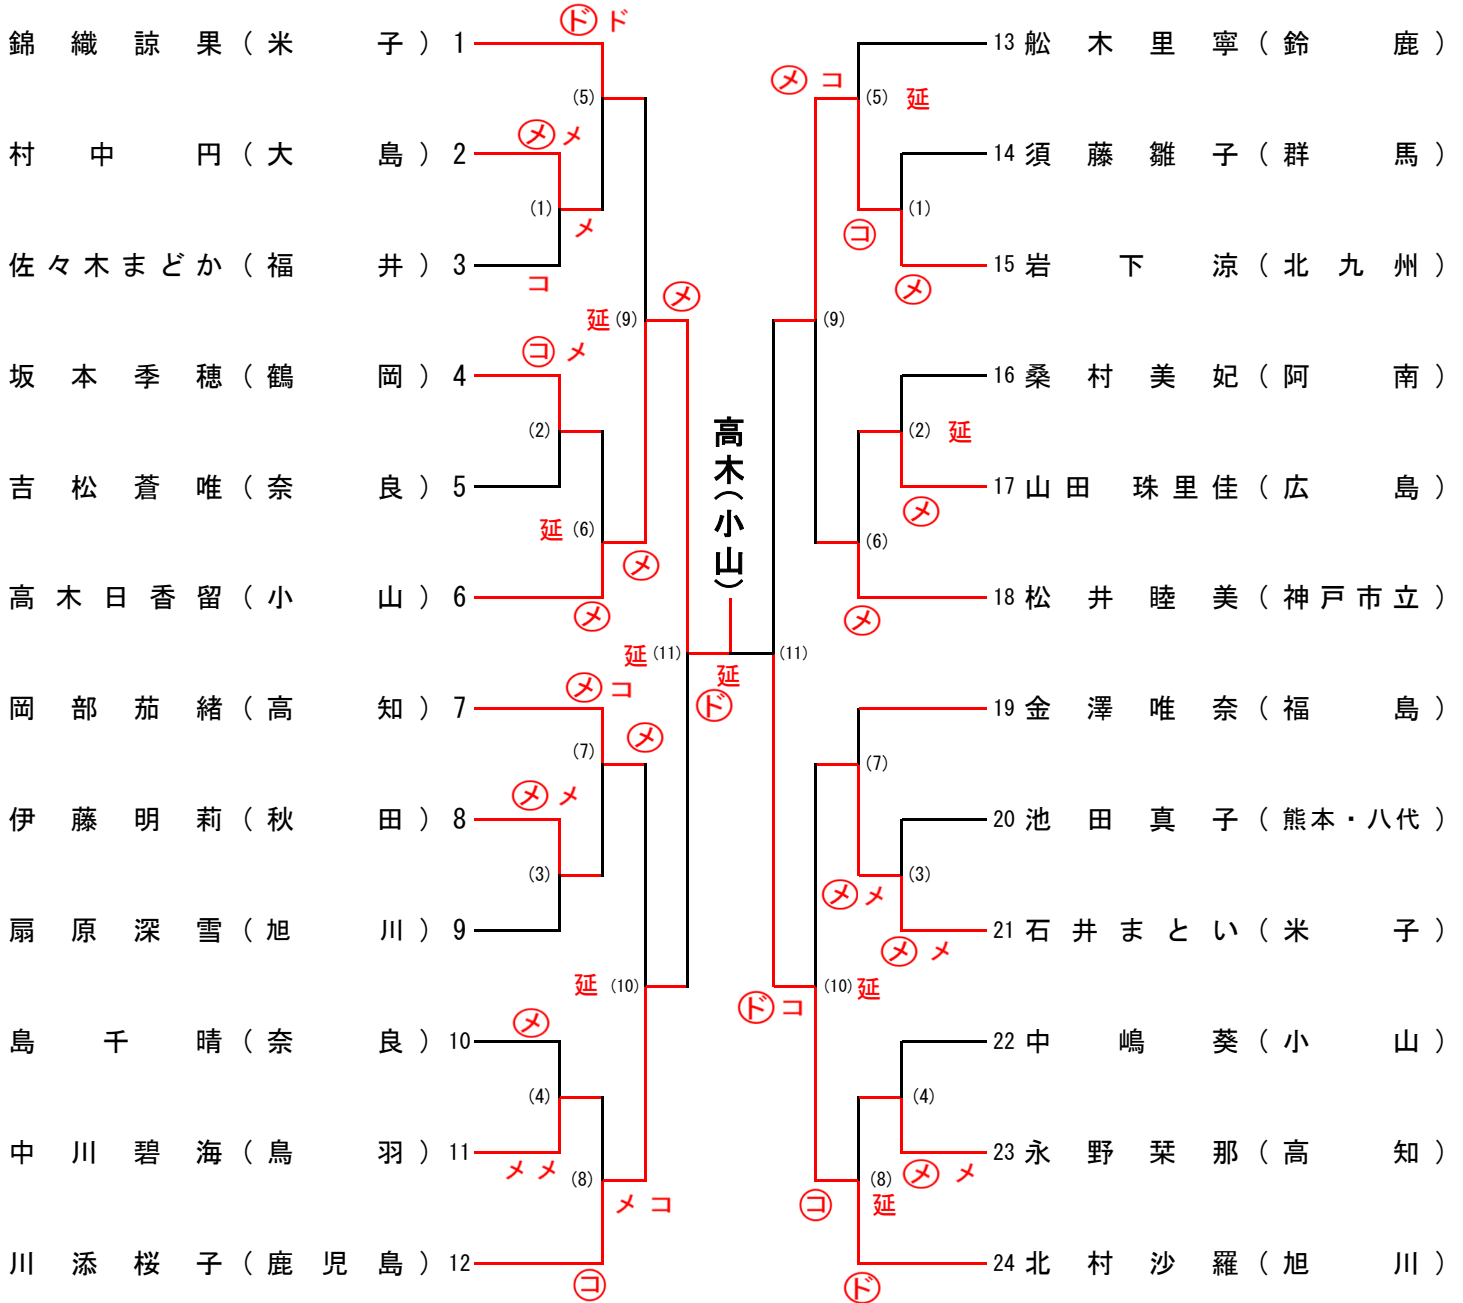 ド ド
錦織諒果（米子）1
(5)
メ メ
村中円（大島）2
(1)
メ
佐々木まどか（福井）3
コ
メ
延 (9)
コ メ
坂本季穂（鶴岡）4
(2)
吉松蒼唯（奈良）5
延 (6)
メ
高木日香留（小山）6
メ
延 (11)
メ コ
岡部茄緒（高知）7
メ
(7)
メ メ
伊藤明莉（秋田）8
(3)
扇原深雪（旭川）9
延 (10)
メ
島千晴（奈良）10
(4)
中川碧海（鳥羽）11
メ メ (8)
メ コ
川添桜子（鹿児島）12
コ
高木（小山）
延
ド
13 舩木里寧（鈴鹿）
メ コ
(5) 延
14 須藤雛子（群馬）
(1)
コ
15 岩下涼（北九州）
メ
(9)
16 桑村美妃（阿南）
(2) 延
17 山田珠里佳（広島）
メ
(6)
18 松井睦美（神戸市立）
メ
(11)
19 金澤唯奈（福島）
(7)
20 池田真子（熊本・八代）
(3)
メ メ
21 石井まとい（米子）
メ メ
(10) 延
ド コ
22 中嶋葵（小山）
(4)
23 永野栞那（高知）
メ メ
(8)
コ 延
24 北村沙羅（旭川）
ド